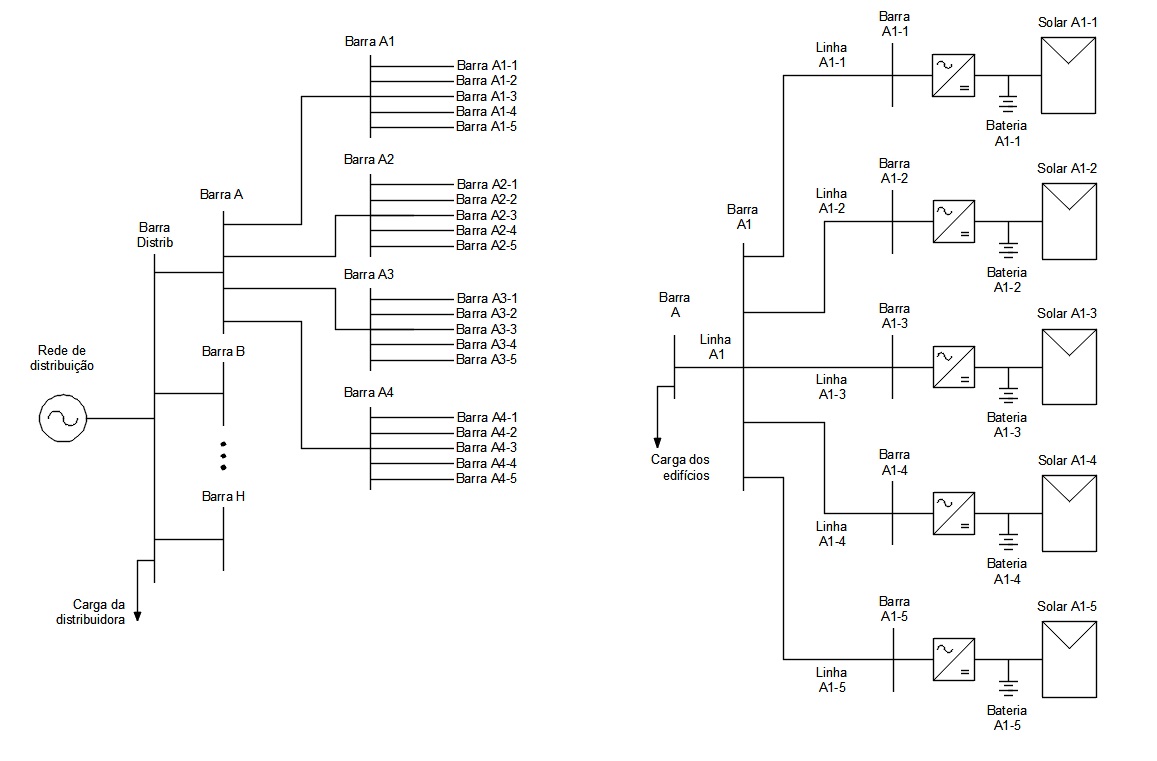 Barra A1
Barra A1-1
Barra A1-2
Barra A1-3
Barra A1-4
Barra A1-5
Barra A2
Barra A2-1
Barra A2-2
Barra A2-3
Barra A2-4
Barra A2-5
Barra A
Barra
Distrib
Barra A3
Barra A3-1
Barra A3-2
Barra A3-3
Barra A3-4
Barra A3-5
Rede de
distribuição
Barra B
Barra A4
Barra A4-1
Barra A4-2
Barra A4-3
Barra A4-4
Barra A4-5
Barra H
Carga da
distribuidora
Barra
A
Carga dos
edifícios
Linha
A1
Barra
A1
Linha
A1-1
Barra
A1-1
Bateria
A1-1
Solar A1-1
Linha
A1-2
Barra
A1-2
Bateria
A1-2
Solar A1-2
Linha
A1-3
Barra
A1-3
Bateria
A1-3
Solar A1-3
Linha
A1-4
Barra
A1-4
Bateria
A1-4
Solar A1-4
Linha
A1-5
Barra
A1-5
Bateria
A1-5
Solar A1-5